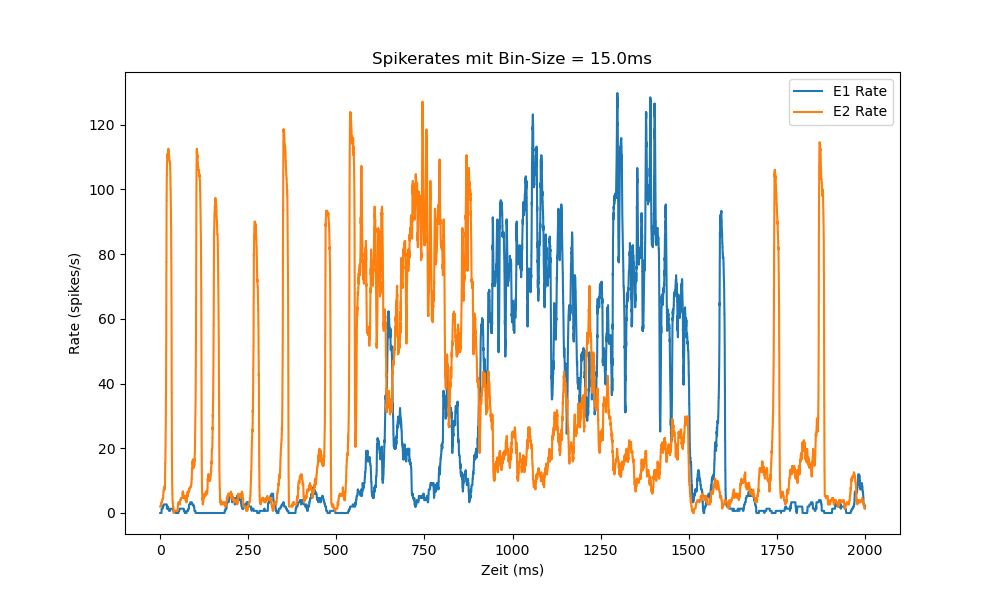 Spikerates mit Bin-Size = 15.0ms
E1 Rate
E2 Rate
Rate (spikes/s)
120
100
80
60
40
20
0
0 250 500 750 1000 1250 1500 1750 2000
Zeit (ms)